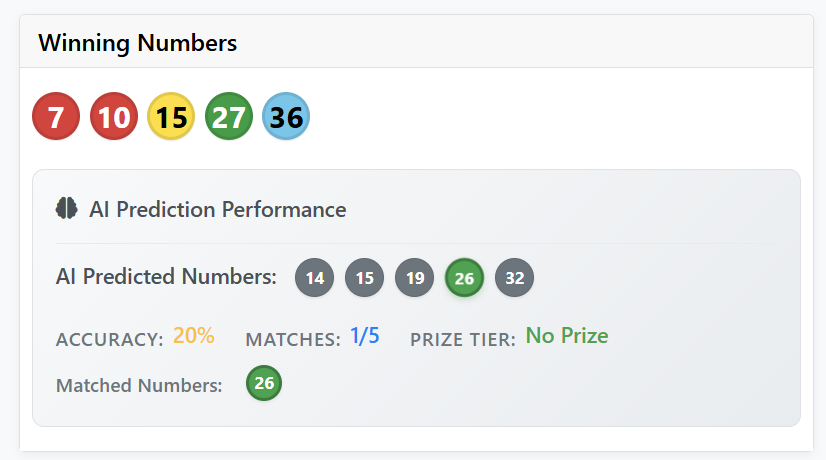 Winning Numbers
7 10 15 27 36
AI Prediction Performance
AI Predicted Numbers: 14 15 19 26 32
ACCURACY: 20% MATCHES: 1/5 PRIZE TIER: No Prize
Matched Numbers: 26